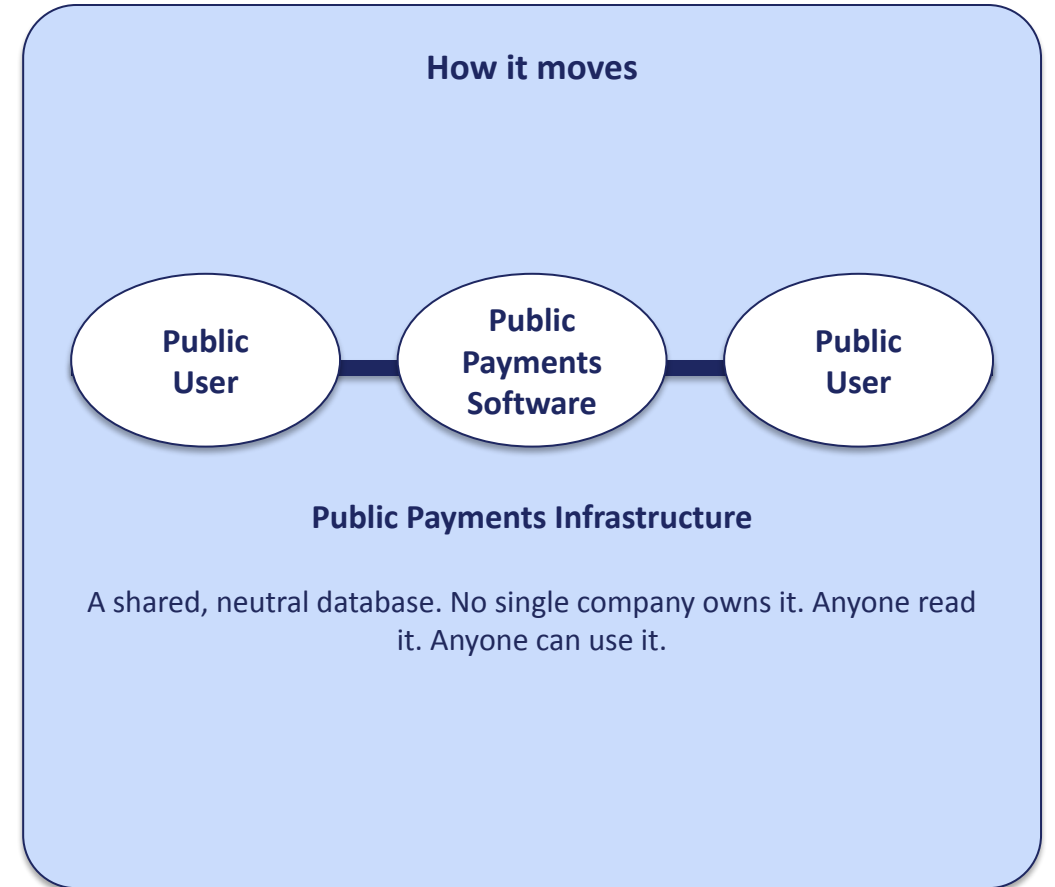 How it moves
Public
User
Public
Payments
Software
Public
User
Public Payments Infrastructure
A shared, neutral database. No single company owns it. Anyone read
it. Anyone can use it.